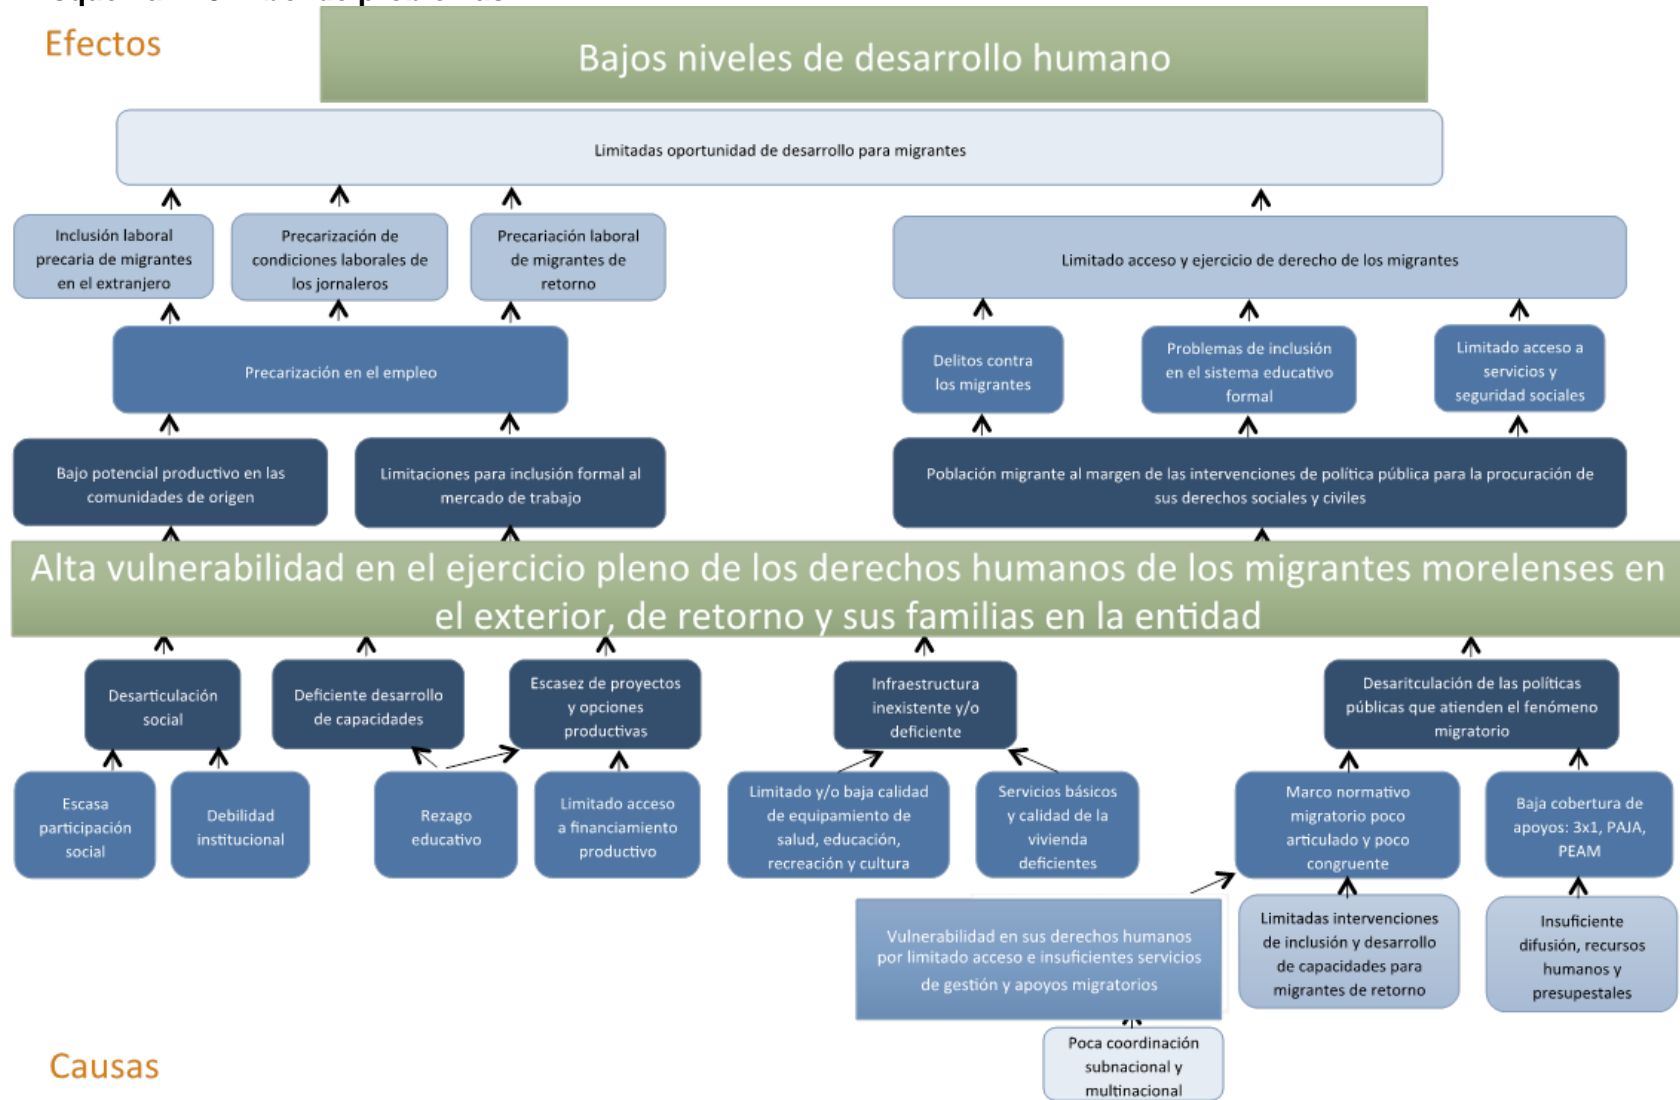 Efectos
Bajos niveles de desarrollo humano
Limitadas oportunidad de desarrollo para migrantes
Inclusión laboral
precaria de migrantes
en el extranjero
Precarización de
condiciones laborales de
los jornaleros
Precariación laboral
de migrantes de
retorno
Limitado acceso y ejercicio de derecho de los migrantes
Precarización en el empleo
Delitos contra
los migrantes
Problemas de inclusión
en el sistema educativo
formal
Limitado acceso a
servicios y
seguridad sociales
Bajo potencial productivo en las
comunidades de origen
Limitaciones para inclusión formal al
mercado de trabajo
Población migrante al margen de las intervenciones de política pública para la procuración de
sus derechos sociales y civiles
Alta vulnerabilidad en el ejercicio pleno de los derechos humanos de los migrantes morelenses en
el exterior, de retorno y sus familias en la entidad
Desarticulación
social
Deficiente desarrollo
de capacidades
Escasez de proyectos
y opciones
productivas
Infraestructura
inexistente y/o
deficiente
Desaritculación de las políticas
públicas que atienden el fenómeno
migratorio
Escasa
participación
social
Debilidad
institucional
Rezago
educativo
Limitado acceso
a financiamiento
productivo
Limitado y/o baja calidad
de equipamiento de
salud, educación,
recreación y cultura
Servicios básicos
y calidad de la
vivienda
deficientes
Marco normativo
migratorio poco
articulado y poco
congruente
Baja cobertura de
apoyos: 3x1, PAJA,
PEAM
Vulnerabilidad en sus derechos humanos
por limitado acceso e insuficientes servicios
de gestión y apoyos migratorios
Limitadas intervenciones
de inclusión y desarrollo
de capacidades para
migrantes de retorno
Insuficiente
difusión, recursos
humanos y
presupestales
Poca coordinación
subnacional y
multinacional
Causas